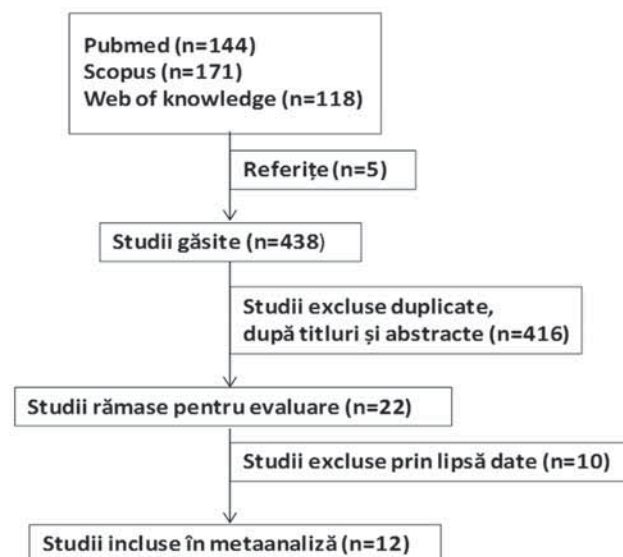 Pubmed (n=144)
Scopus (n=171)
Web of knowledge (n=118)
Referițe (n=5)
Studii găsite (n=438)
Studii excluse duplicate,
după titluri și abstracte (n=416)
Studii rămase pentru evaluare (n=22)
Studii excluse prin lipsă date (n=10)
Studii incluse în metaanaliză (n=12)